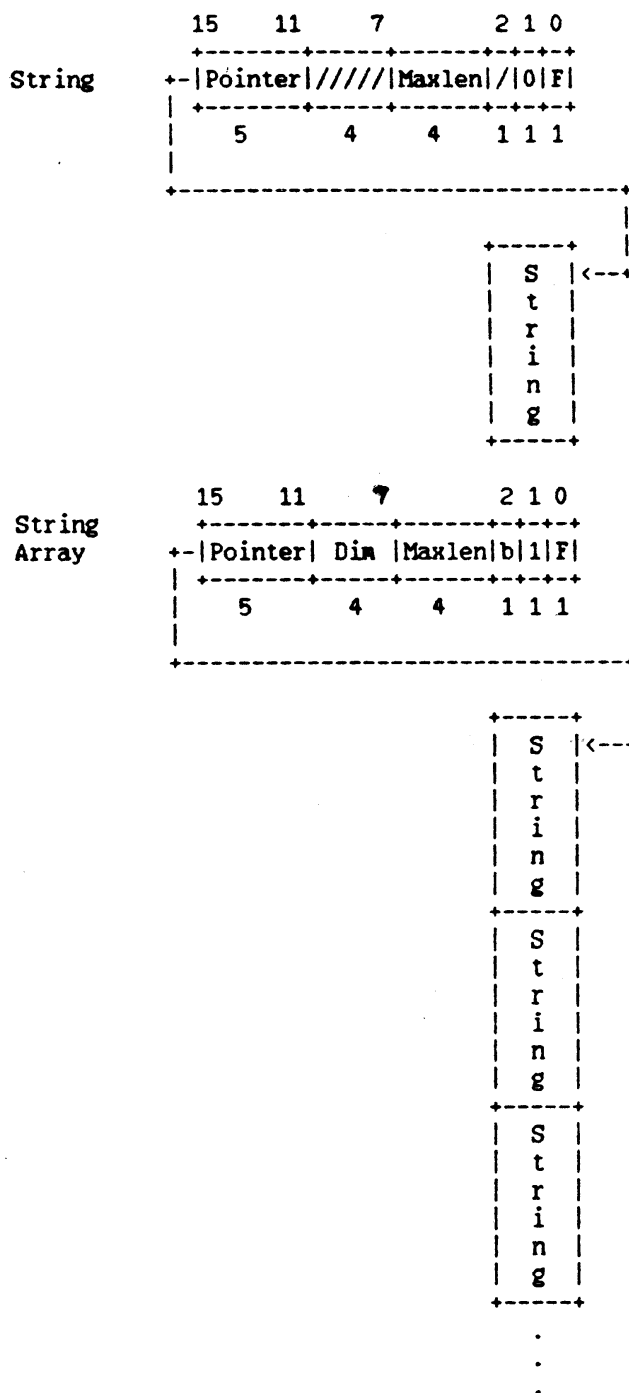 15 11 7 2 1 0
String +-|Pointer|/////|Maxlen|/|0|F|
5 4 4 1 1 1
S
t
r
i
n
g
15 11 7 2 1 0
String
Array +-|Pointer| Dim |Maxlen|b|1|F|
5 4 4 1 1 1
S
t
r
i
n
g
S
t
r
i
n
g
S
t
r
i
n
g
.
.
.